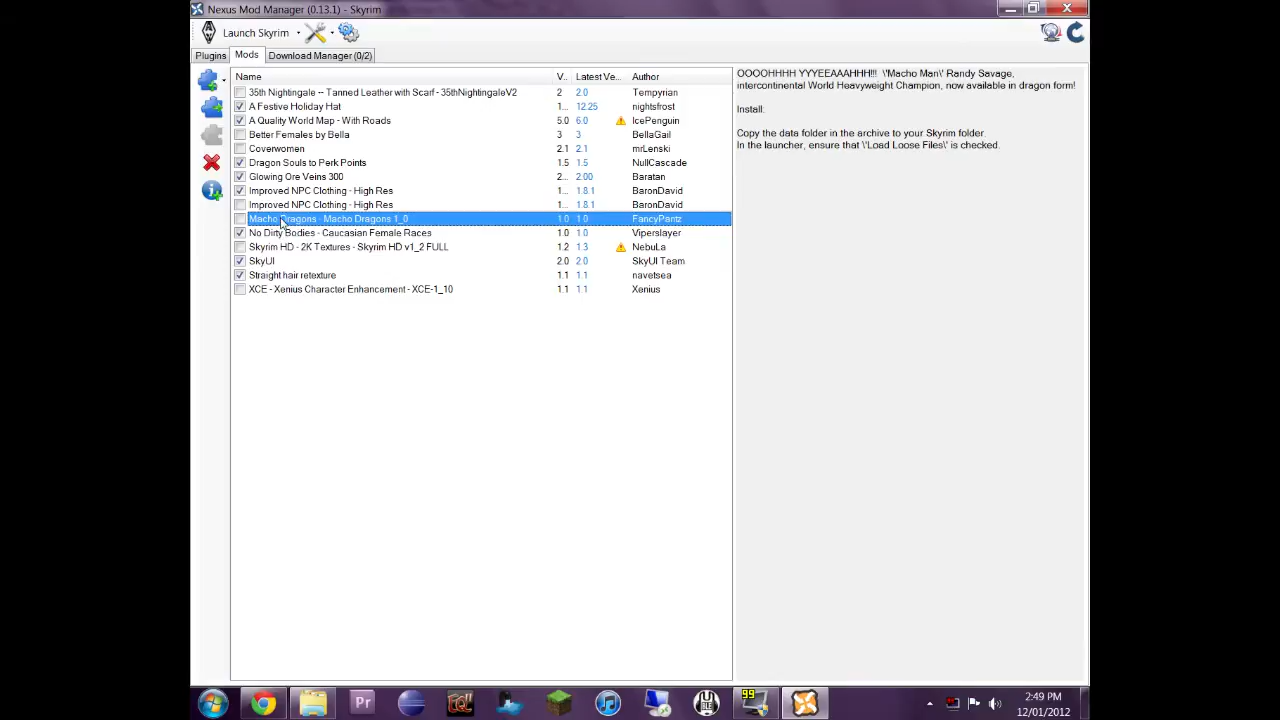 Nexus Mod Manager (0.13.1) - Skyrim
Launch Skyrim
Plugins Mods Download Manager (0/2)
Name V.. Latest Ve... Author
35th Nightingale -- Tanned Leather with Scarf - 35thNightingaleV2 2 2.0 Tempyrian
A Festive Holiday Hat 1... 12.25 nightsfrost
A Quality World Map - With Roads 5.0 6.0 IcePenguin
Better Females by Bella 3 3 BellaGail
Coverwomen 2.1 2.1 mrLenski
Dragon Souls to Perk Points 1.5 1.5 NullCascade
Glowing Ore Veins 300 2... 2.00 Baratan
Improved NPC Clothing - High Res 1... 1.8.1 BaronDavid
Improved NPC Clothing - High Res 1... 1.8.1 BaronDavid
Macho Dragons - Macho Dragons 1_0 1.0 1.0 FancyPantz
No Dirty Bodies - Caucasian Female Races 1.0 1.0 Viperslayer
Skyrim HD - 2K Textures - Skyrim HD v1_2 FULL 1.2 1.3 NebuLa
SkyUI 2.0 2.0 SkyUI Team
Straight hair retexture 1.1 1.1 navetsea
XCE - Xenius Character Enhancement - XCE-1_10 1.1 1.1 Xenius
OOOOHHHH YYYEEAAHHH!!! \'Macho Man\' Randy Savage,
intercontinental World Heavyweight Champion, now available in dragon form!
Install:
Copy the data folder in the archive to your Skyrim folder.
In the launcher, ensure that \'Load Loose Files\' is checked.
Pr
99
2:49 PM
12/01/2012